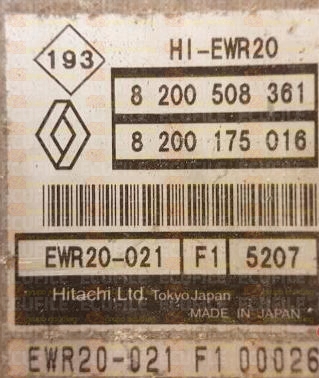 193
HI-EWR20
8 200 508 361
8 200 175 016
EWR20-021 F1 5207
Hitachi,Ltd. Tokyo Japan
MADE IN JAPAN
EWR20-021 F1 00026